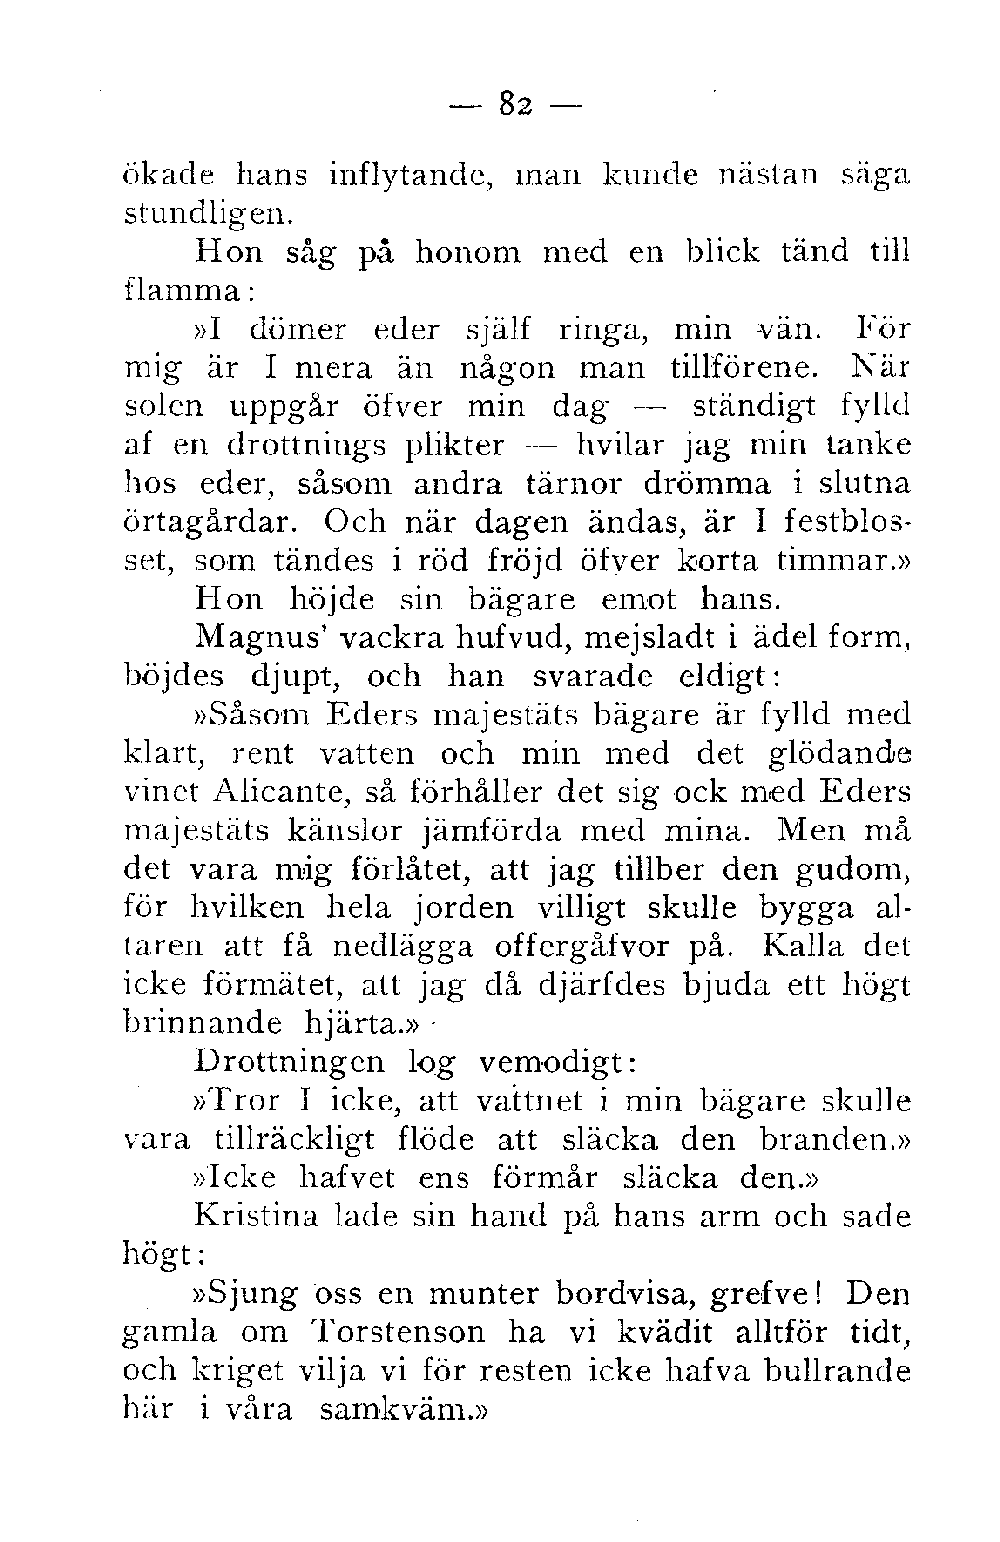 — 82 —
ökade hans inflytande, man kunde nästan säga
stundligen.
Hon såg på honom med en blick tänd till
flamma:
»I dömer eder själf ringa, min vän. För
mig är I mera än någon man tillförene. När
solen uppgår öfver min dag — ständigt fylld
af en drottnings plikter — hvilar jag min tanke
hos eder, såsom andra tärnor drömma i slutna
örtagårdar. Och när dagen ändas, är I festblos-
set, som tändes i röd fröjd öfver korta timmar.»
Hon höjde sin bägare emot hans.
Magnus' vackra hufvud, mejsladt i ädel form,
böjdes djupt, och han svarade eldigt:
»Såsom Eders majestäts bägare är fylld med
klart, rent vatten och min med det glödande
vinet Alicante, så förhåller det sig ock med Eders
majestäts känslor jämförda med mina. Men må
det vara mig förlåtet, att jag tillber den gudom,
för hvilken hela jorden villigt skulle bygga al-
taren att få nedlägga offergåfvor på. Kalla det
icke förmätet, att jag då djärfdes bjuda ett högt
brinnande hjärta.»
Drottningen log vemodigt:
»Tror I icke, att vattnet i min bägare skulle
vara tillräckligt flöde att släcka den branden.»
»Icke hafvet ens förmår släcka den.»
Kristina lade sin hand på hans arm och sade
högt:
»Sjung oss en munter bordvisa, grefve! Den
gamla om Torstenson ha vi kvädit alltför tidt,
och kriget vilja vi för resten icke hafva bullrande
här i våra samkväm.»